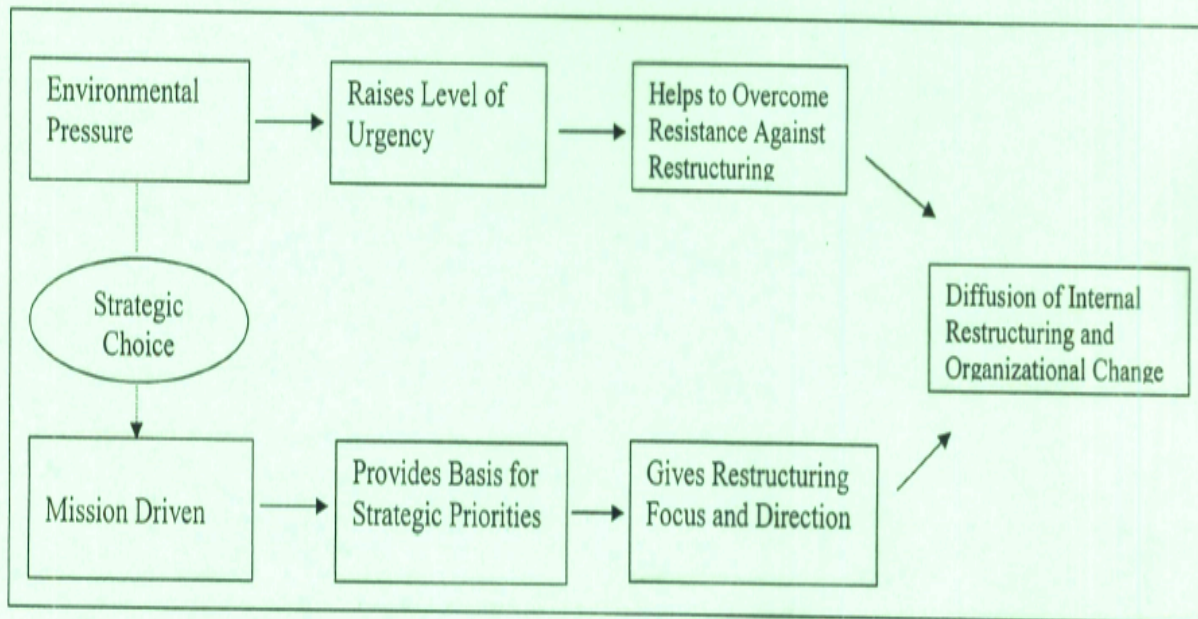 Environmental
Pressure
Raises Level of
Urgency
Helps to Overcome
Resistance Against
Restructuring
Strategic
Choice
Diffusion of Internal
Restructuring and
Organizational Change
Mission Driven
Provides Basis for
Strategic Priorities
Gives Restructuring
Focus and Direction